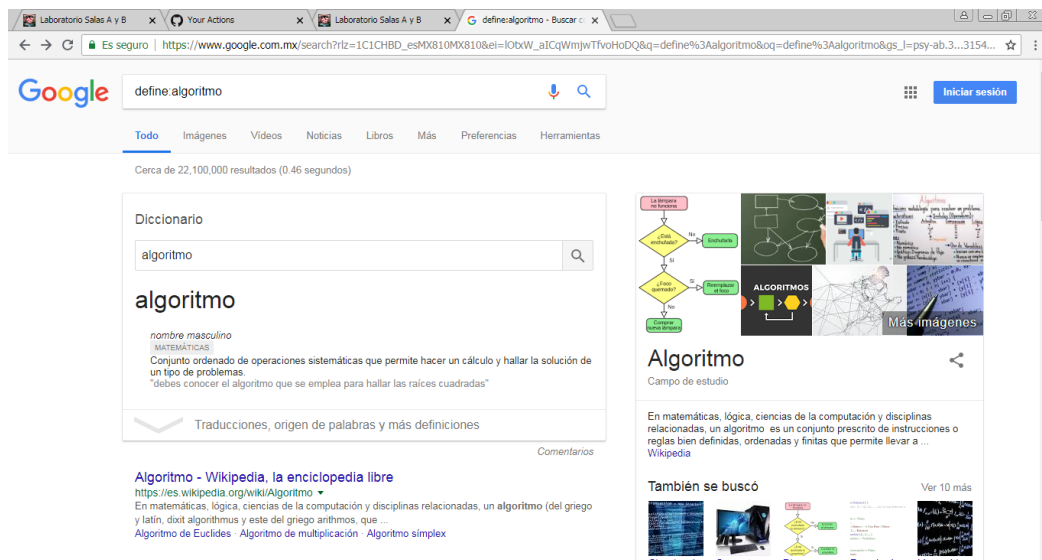 Laboratorio Salas A y B
Your Actions
Laboratorio Salas A y B
define:algoritmo - Buscar co
Es seguro | https://www.google.com.mx/search?rlz=1C1CHBD_esMX810MX810&ei=lOtxW_aICqWmjwTfvoHoDQ&q=define%3Aalgoritmo&oq=define%3Aalgoritmo&gs_l=psy-ab.3...3154...
Google
define:algoritmo
Iniciar sesión
Todo Imágenes Vídeos Noticias Libros Más Preferencias Herramientas
Cerca de 22,100,000 resultados (0.46 segundos)
Diccionario
algoritmo
algoritmo
nombre masculino
MATEMÁTICAS
Conjunto ordenado de operaciones sistemáticas que permite hacer un cálculo y hallar la solución de
un tipo de problemas.
"debes conocer el algoritmo que se emplea para hallar las raíces cuadradas"
Traducciones, origen de palabras y más definiciones
Comentarios
Algoritmo - Wikipedia, la enciclopedia libre
https://es.wikipedia.org/wiki/Algoritmo
En matemáticas, lógica, ciencias de la computación y disciplinas relacionadas, un algoritmo (del griego
y latín, dixit algorithmus y este del griego arithmos, que ...
Algoritmo de Euclides · Algoritmo de multiplicación · Algoritmo símplex
La lámpara
no funciona
¿Está
enchufada?
No
Enchufarla
Sí
¿Foco
quemado?
Sí
Reemplazar
el foco
No
Comprar
nueva lámpara
ALGORITMOS
Algoritmos
Más imágenes
Algoritmo
Campo de estudio
En matemáticas, lógica, ciencias de la computación y disciplinas
relacionadas, un algoritmo es un conjunto prescrito de instrucciones o
reglas bien definidas, ordenadas y finitas que permite llevar a ...
Wikipedia
También se buscó
Ver 10 más